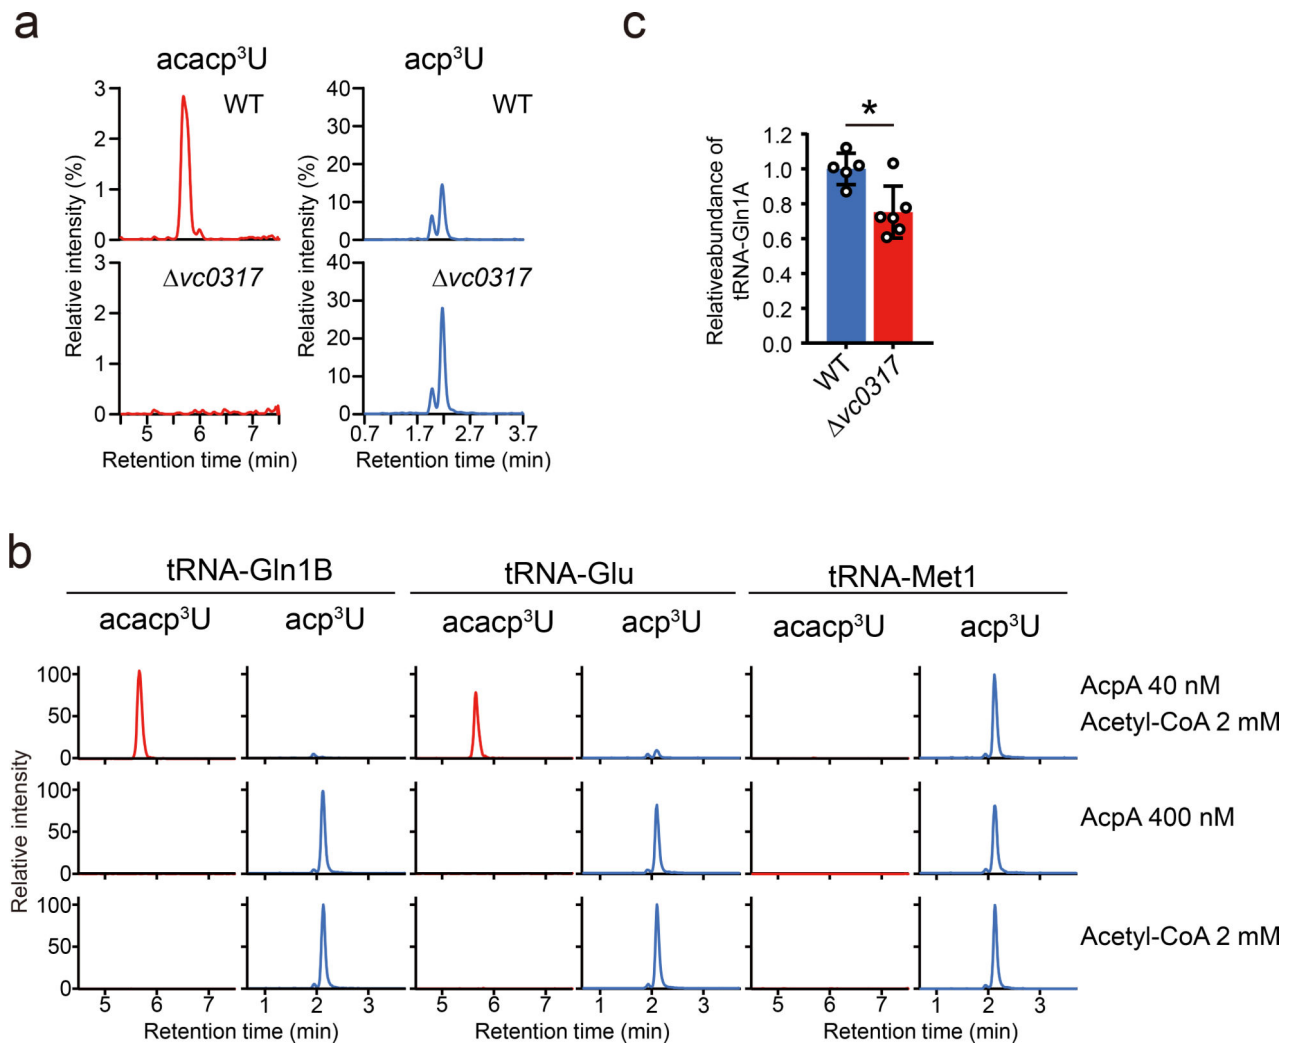 a
acacp³U
acp³U
WT
WT
Δvc0317
Δvc0317
Relative intensity (%)
Relative intensity (%)
3
2
1
0
3
2
1
0
40
30
20
10
0
40
30
20
10
0
5 6 7
0.7 1.7 2.7 3.7
Retention time (min)
Retention time (min)
c
*
Relativeabundance of
tRNA-Gln1A
1.2
1.0
0.8
0.6
0.4
0.2
0.0
WT
Δvc0317
b
tRNA-Gln1B
tRNA-Glu
tRNA-Met1
acacp³U acp³U acacp³U acp³U acacp³U acp³U
Relative intensity
100
50
0
AcpA 40 nM
Acetyl-CoA 2 mM
100
50
0
AcpA 400 nM
100
50
0
Acetyl-CoA 2 mM
5 6 7 1 2 3 5 6 7 1 2 3 5 6 7 1 2 3
Retention time (min) Retention time (min) Retention time (min)